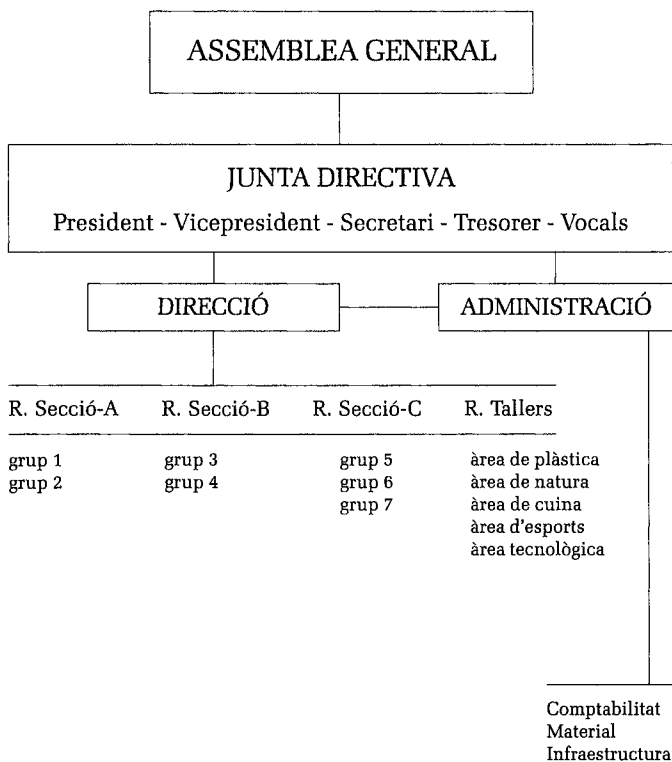 ASSEMBLEA GENERAL
JUNTA DIRECTIVA
President - Vicepresident - Secretari - Tresorer - Vocals
DIRECCIÓ
ADMINISTRACIÓ
R. Secció-A R. Secció-B R. Secció-C R. Tallers
grup 1 grup 3 grup 5 àrea de plàstica
grup 2 grup 4 grup 6 àrea de natura
grup 7 àrea de cuina
àrea d'esports
àrea tecnològica
Comptabilitat
Material
Infraestructura